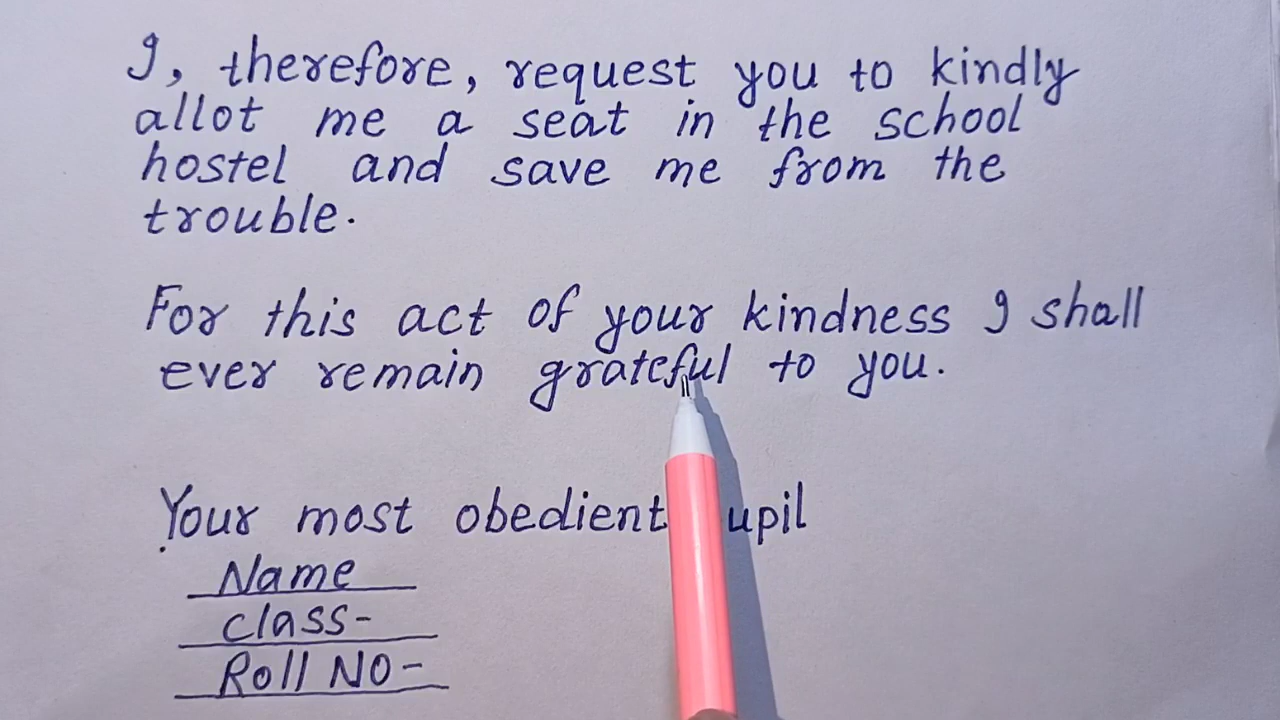 I, therefore, request you to kindly
allot me a seat in the school
hostel and save me from the
trouble.
For this act of your kindness I shall
ever remain grateful to you.
Your most obedient upil
Name
Class-
Roll NO-